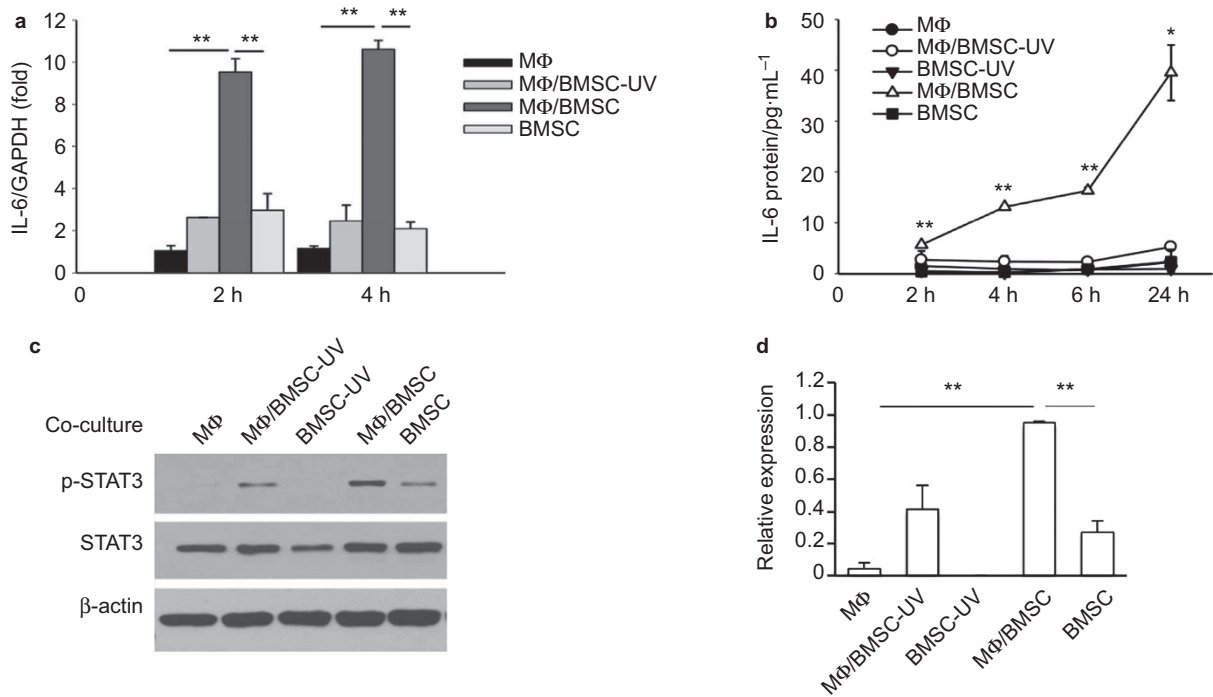 a
IL-6/GAPDH (fold)
12
10
8
6
4
2
0
** **
** **
MΦ
MΦ/BMSC-UV
MΦ/BMSC
BMSC
0 2 h 4 h
b
IL-6 protein/pg·mL⁻¹
50
40
30
20
10
0
MΦ
MΦ/BMSC-UV
BMSC-UV
MΦ/BMSC
BMSC
*
**
**
**
0 2 h 4 h 6 h 24 h
c
Co-culture
MΦ
MΦ/BMSC-UV
BMSC-UV
MΦ/BMSC
BMSC
p-STAT3
STAT3
β-actin
d
Relative expression
1.2
1.0
0.8
0.6
0.4
0.2
0
** **
MΦ
MΦ/BMSC-UV
BMSC-UV
MΦ/BMSC
BMSC